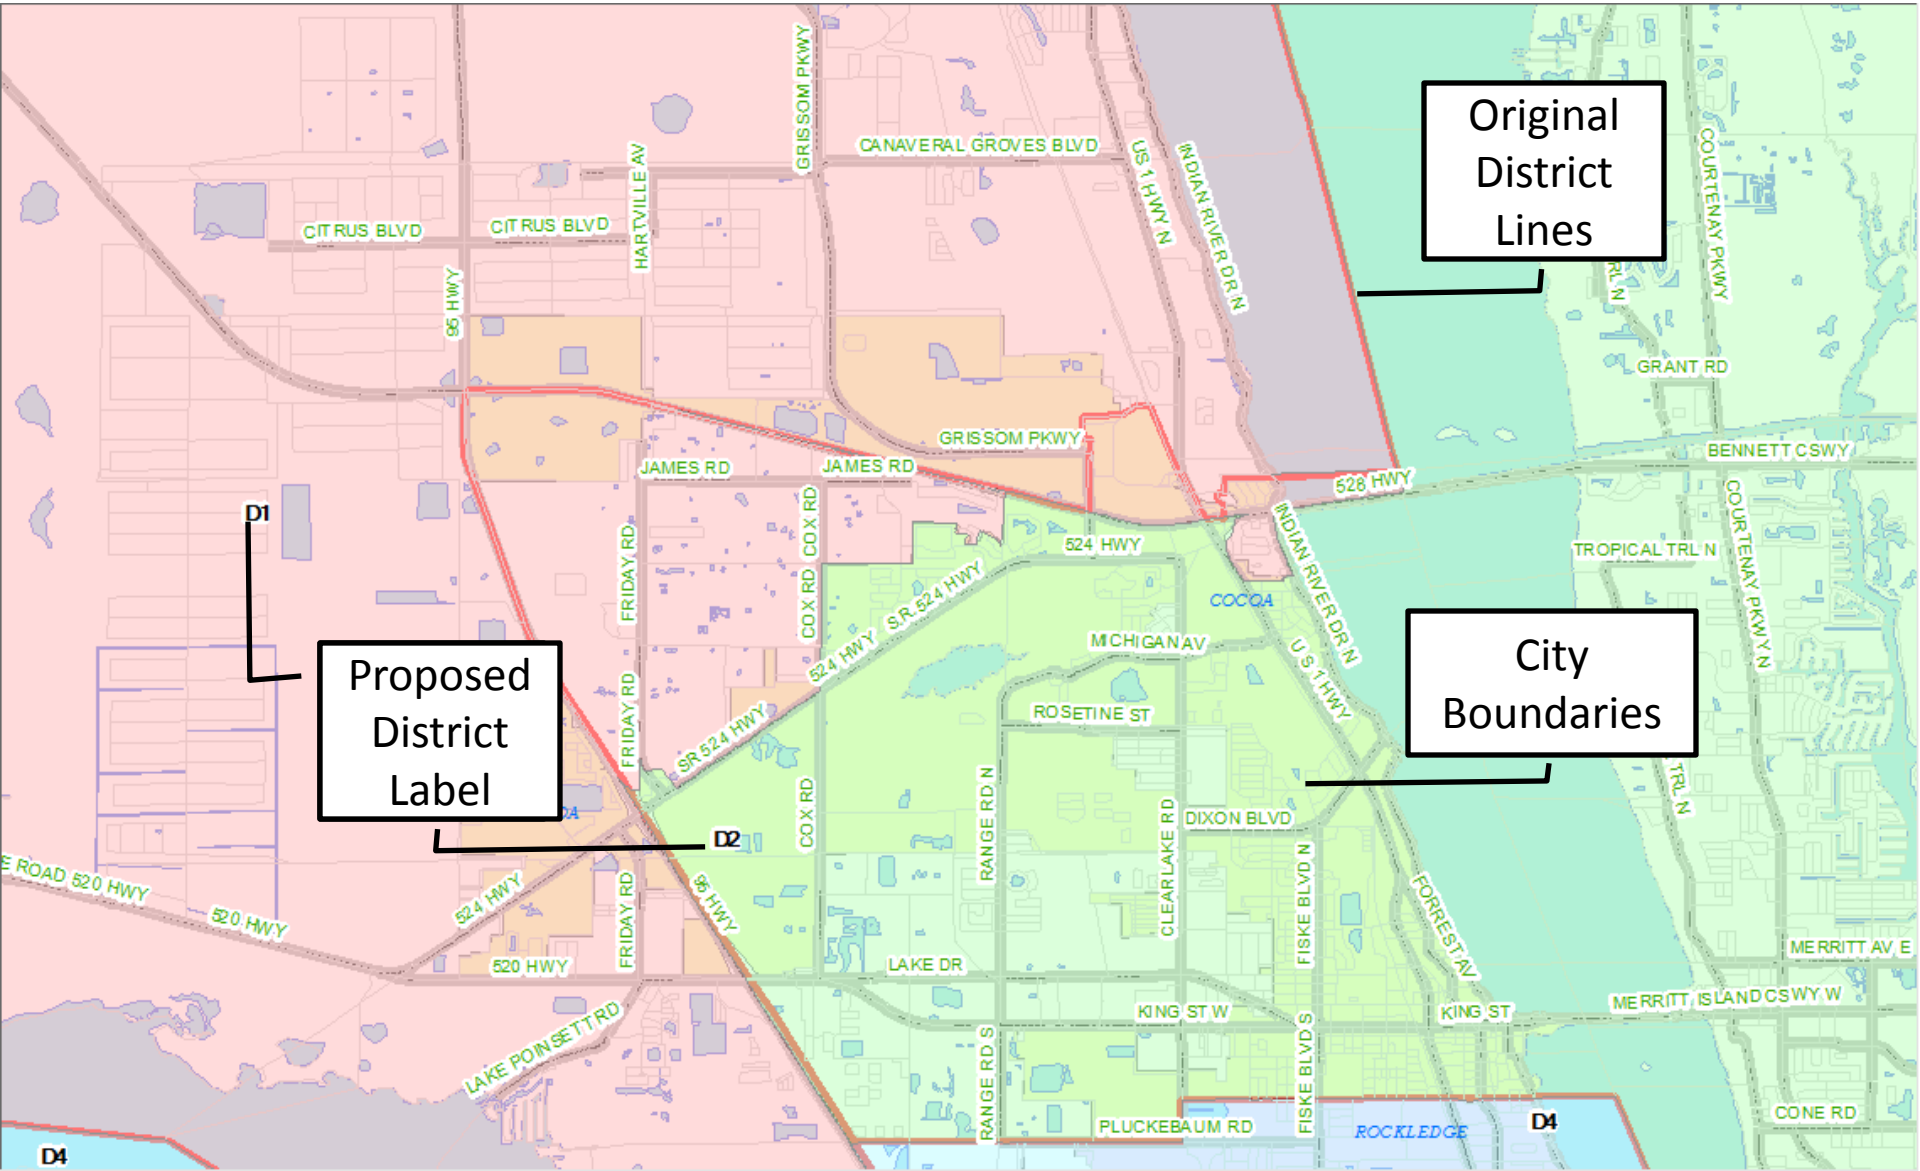 GRISSOM PKWY
Original
District
Lines
COURTENAY PKWY
CANAVERAL GROVES BLVD
HARTVILLE AV
US 1 HWY N
INDIAN RIVER DR N
CITRUS BLVD
CITRUS BLVD
RL N
95 HWY
GRANT RD
GRISSOM PKWY
BENNETT CSWY
JAMES RD
JAMES RD
528 HWY
D1
COX RD
COURTENAY PKWY N
INDIAN RIVER DR N
FRIDAY RD
524 HWY
TROPICAL TRL N
COX RD
S.R. 524 HWY
COCOA
MICHIGAN AV
524 HWY
U S 1 HWY
City
Boundaries
Proposed
District
Label
FRIDAY RD
ROSETINE ST
SR 524 HWY
TRL N
OA
COX RD
RANGE RD N
CLEARLAKE RD
DIXON BLVD
D2
E ROAD 520 HWY
520 HWY
524 HWY
FRIDAY RD
95 HWY
FISKE BLVD N
FORREST AV
MERRITT AV E
520 HWY
LAKE DR
MERRITT ISLAND CSWY W
KING ST W
KING ST
LAKE POINSETT RD
RANGE RD S
FISKE BLVD S
PLUCKEBAUM RD
ROCKLEDGE
D4
CONE RD
D4